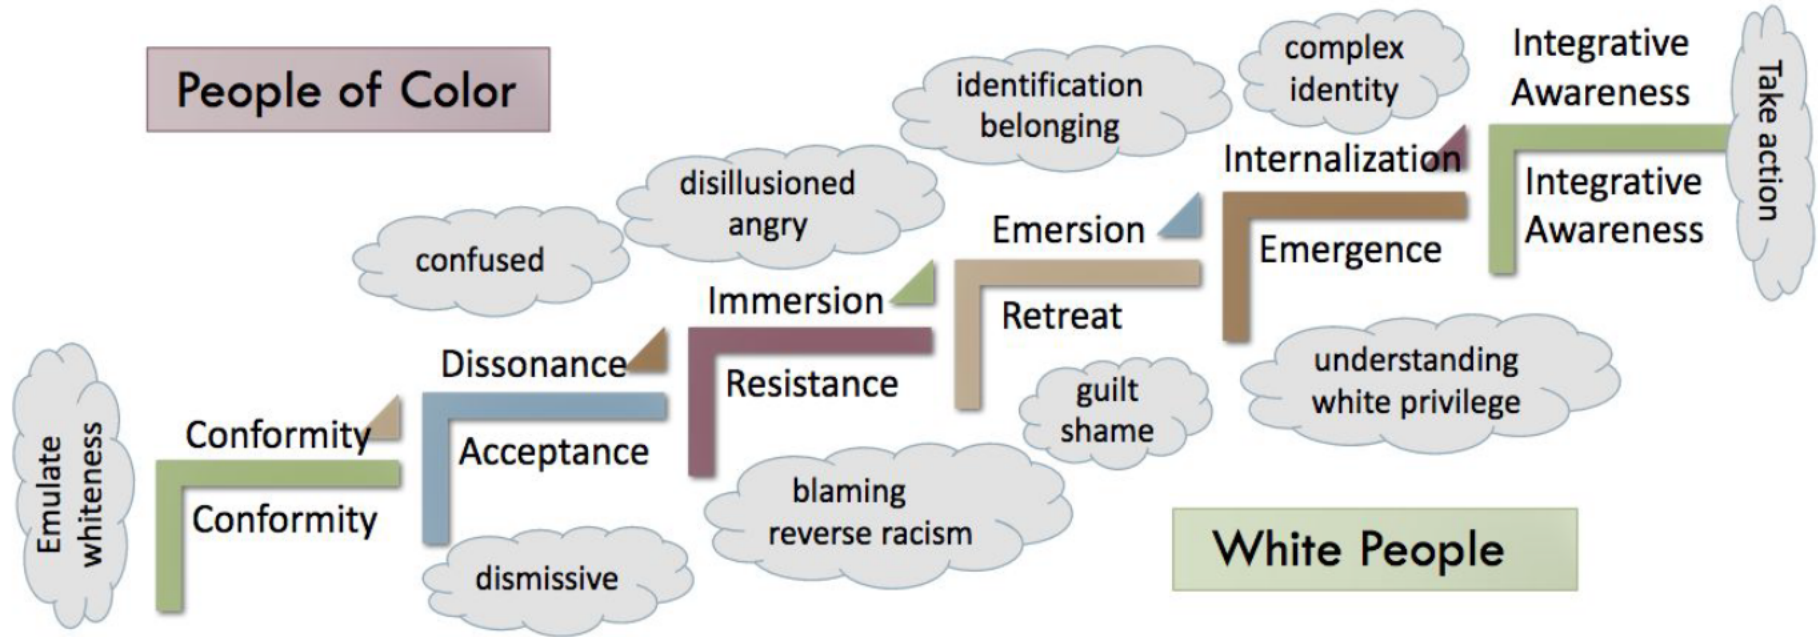 People of Color
complex
identity
Integrative
Awareness
Take action
identification
belonging
Internalization
Integrative
Awareness
disillusioned
angry
Emersion
Emergence
confused
Immersion
Retreat
Dissonance
Resistance
understanding
white privilege
guilt
shame
Emulate
whiteness
Conformity
Acceptance
Conformity
blaming
reverse racism
dismissive
White People